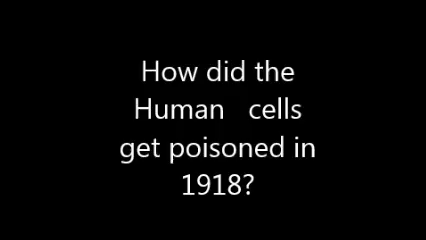 How did the
Human   cells
get poisoned in
1918?